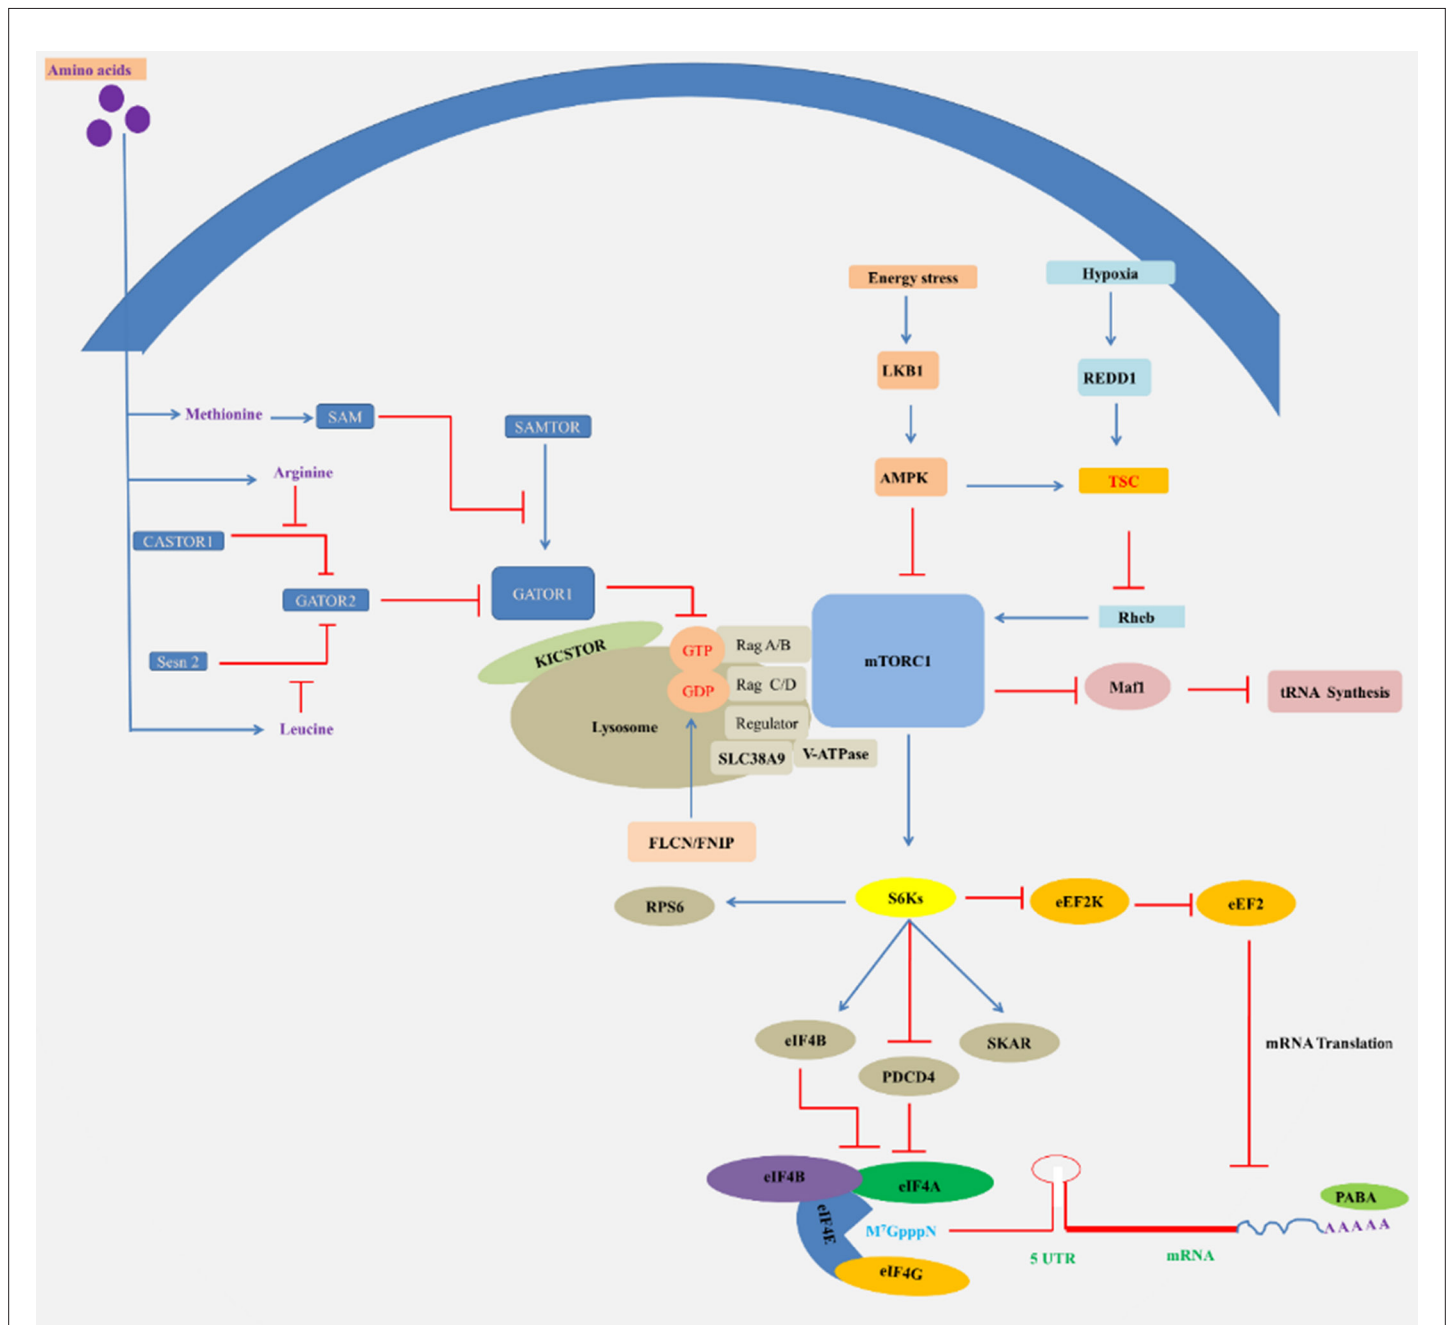 Amino acids
Energy stress
Hypoxia
LKB1
REDD1
Methionine
SAM
SAMTOR
Arginine
AMPK
TSC
CASTOR1
GATOR2
GATOR1
Rheb
KICSTOR
GTP
Rag A/B
mTORC1
Sesn 2
GDP
Rag C/D
Maf1
tRNA Synthesis
Leucine
Lysosome
Regulator
SLC38A9
V-ATPase
FLCN/FNIP
RPS6
S6Ks
eEF2K
eEF2
eIF4B
SKAR
mRNA Translation
PDCD4
eIF4B
eIF4A
PABA
eIF4E
M⁷GpppN
AAAAA
5 UTR
mRNA
eIF4G